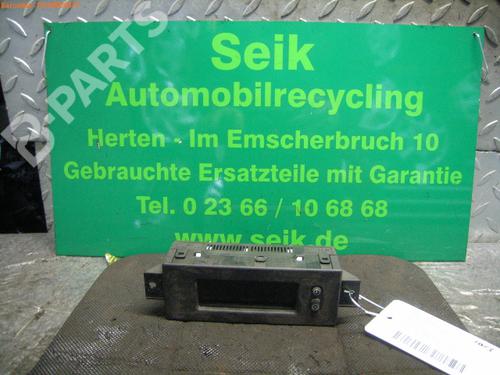 B-PARTS
Seik
Automobilrecycling
Herten - Im Emscherbruch 10
Gebrauchte Ersatzteile mit Garantie
Tel. 0 23 66 / 10 68 68
www.seik.de